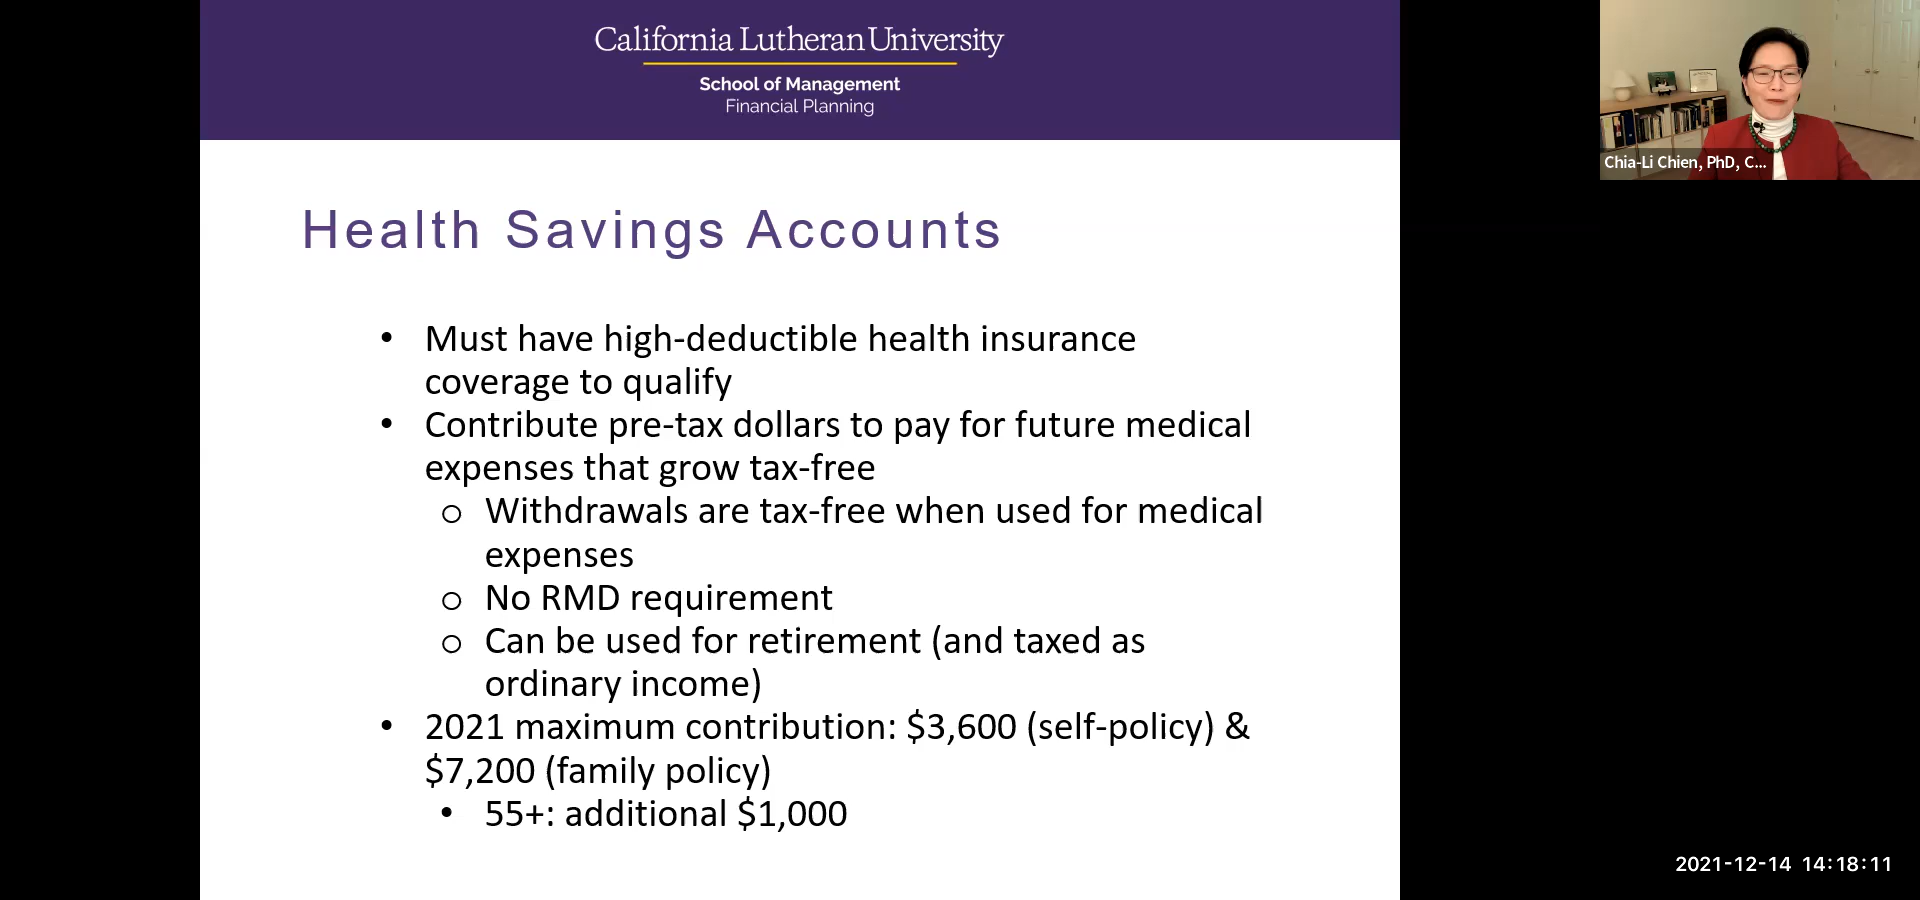 California Lutheran University
School of Management
Financial Planning
Chia-Li Chien, PhD, C...
Health Savings Accounts
• Must have high-deductible health insurance
coverage to qualify
• Contribute pre-tax dollars to pay for future medical
expenses that grow tax-free
o Withdrawals are tax-free when used for medical
expenses
o No RMD requirement
o Can be used for retirement (and taxed as
ordinary income)
• 2021 maximum contribution: $3,600 (self-policy) &
$7,200 (family policy)
• 55+: additional $1,000
2021-12-14 14:18:11